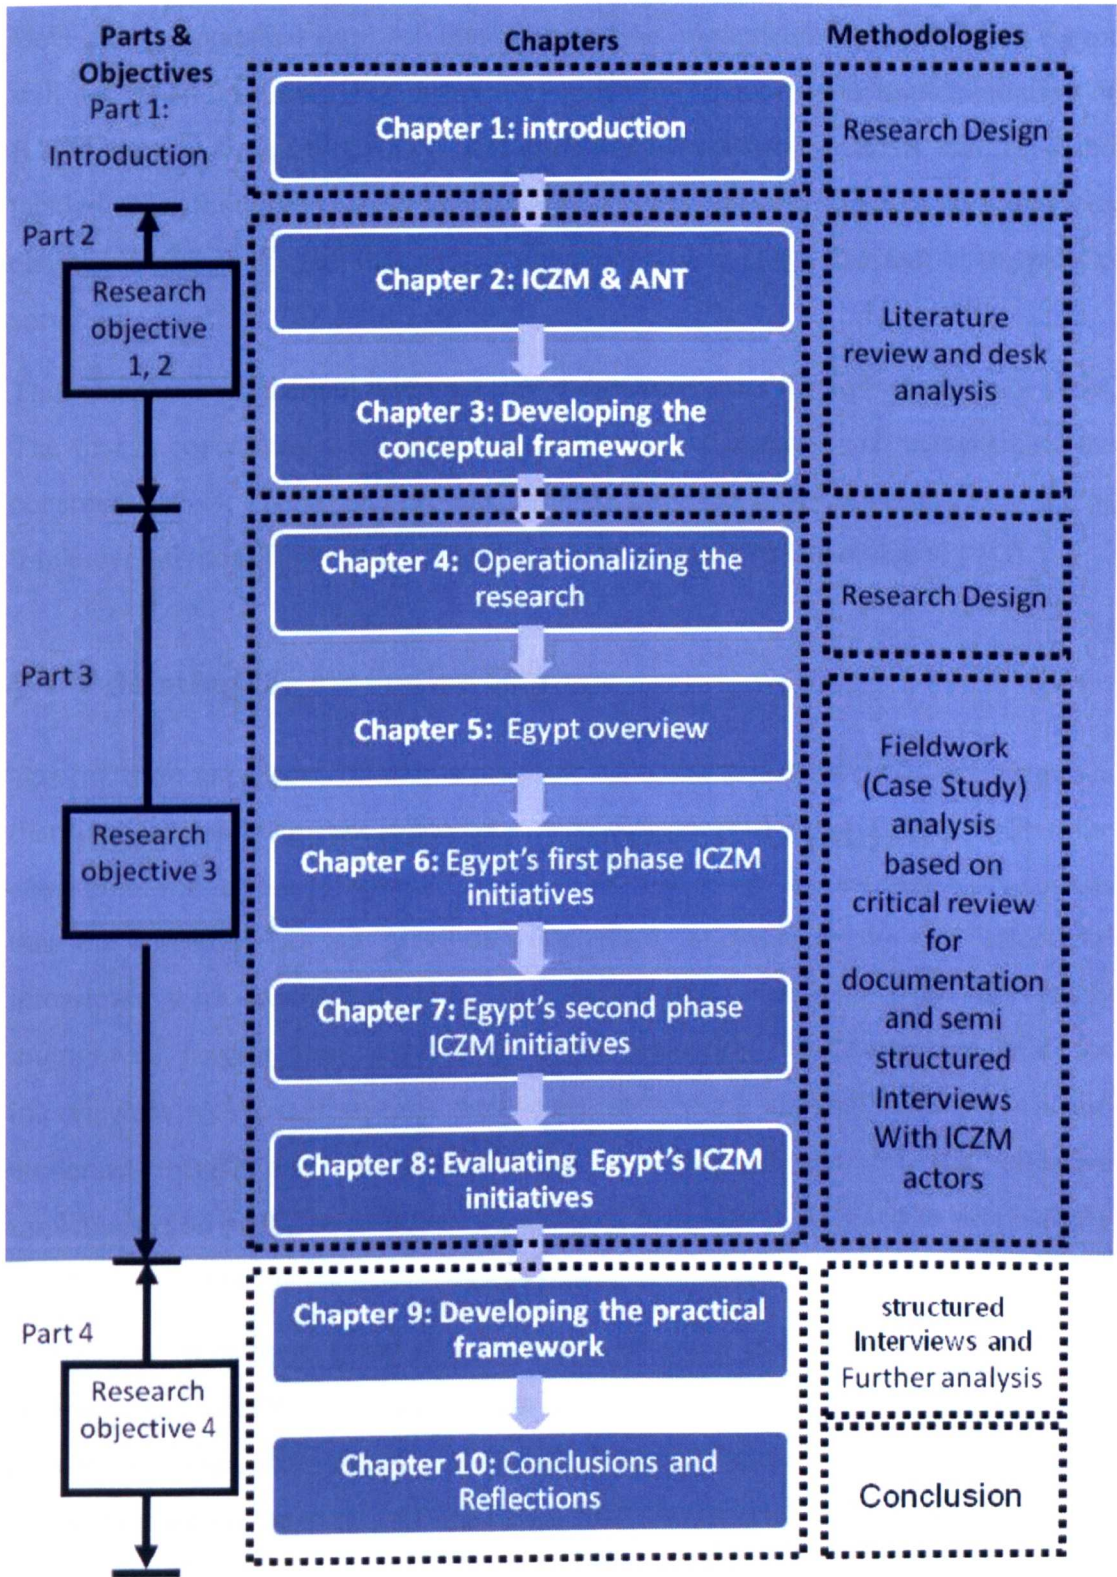 Parts &
Objectives
Part 1:
Introduction
Chapters
Methodologies
Chapter 1: introduction
Research Design
Part 2
Research
objective
1, 2
Chapter 2: ICZM & ANT
Chapter 3: Developing the
conceptual framework
Literature
review and desk
analysis
Part 3
Research
objective 3
Chapter 4: Operationalizing the
research
Research Design
Chapter 5: Egypt overview
Chapter 6: Egypt's first phase ICZM
initiatives
Chapter 7: Egypt's second phase
ICZM initiatives
Chapter 8: Evaluating Egypt's ICZM
initiatives
Fieldwork
(Case Study)
analysis
based on
critical review
for
documentation
and semi
structured
Interviews
With ICZM
actors
Part 4
Research
objective 4
Chapter 9: Developing the practical
framework
structured
Interviews and
Further analysis
Chapter 10: Conclusions and
Reflections
Conclusion